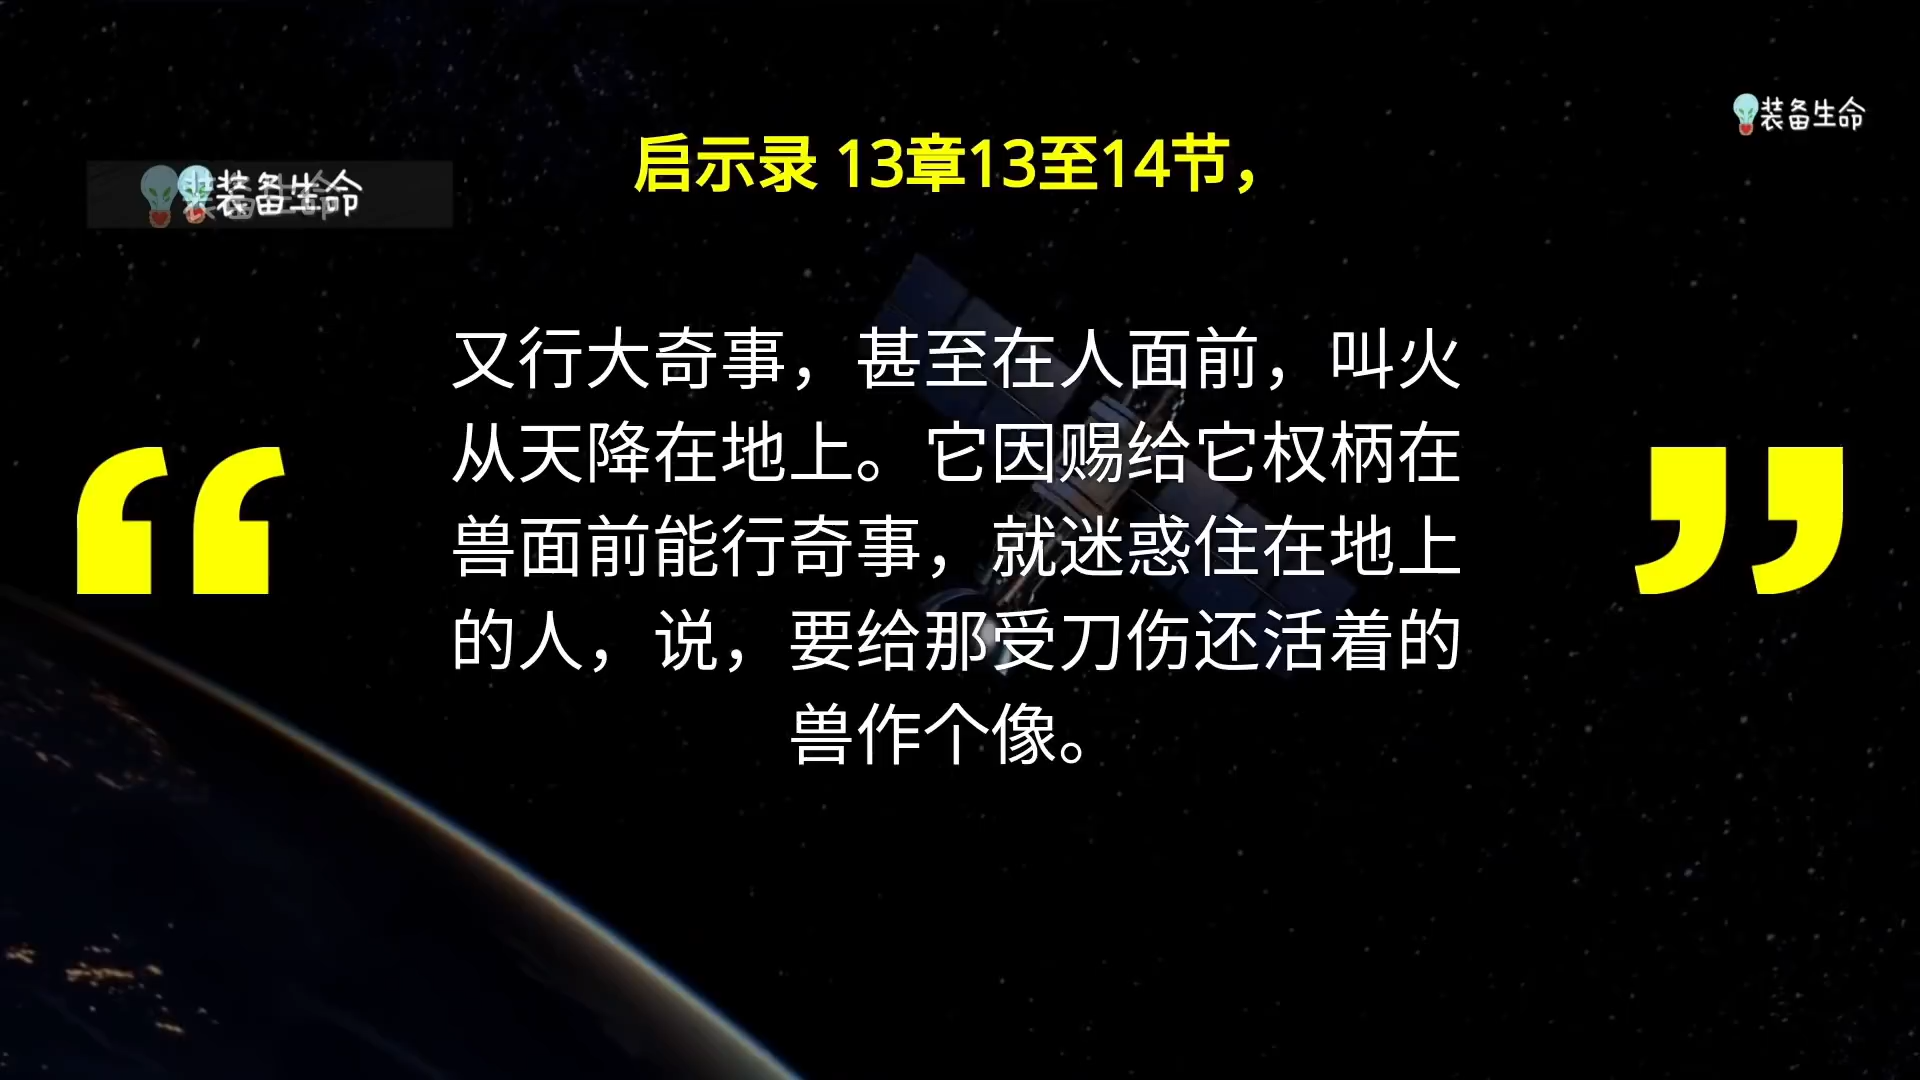 装备生命
启示录 13章13至14节，
装备生命
又行大奇事，甚至在人面前，叫火
从天降在地上。它因赐给它权柄在
兽面前能行奇事，就迷惑住在地上
的人，说，要给那受刀伤还活着的
兽作个像。